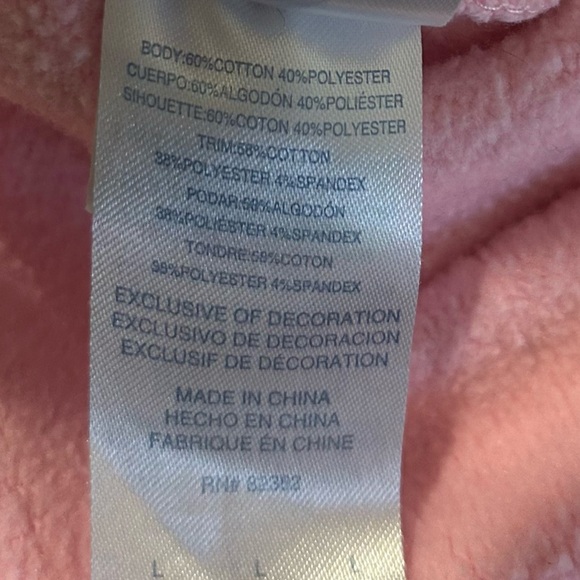 BODY:60%COTTON 40%POLYESTER
CUERPO:60%ALGODÓN 40%POLIÉSTER
SIHOUETTE:60%COTON 40%POLYESTER
TRIM:58%COTTON
38%POLYESTER 4%SPANDEX
PODAR:58%ALGODÓN
38%POLIÉSTER 4%SPANDEX
TONDRE:58%COTON
38%POLYESTER 4%SPANDEX
EXCLUSIVE OF DECORATION
EXCLUSIVO DE DECORACION
EXCLUSIF DE DÉCORATION
MADE IN CHINA
HECHO EN CHINA
FABRIQUE ÉN CHINE
RN# 82382
L L L